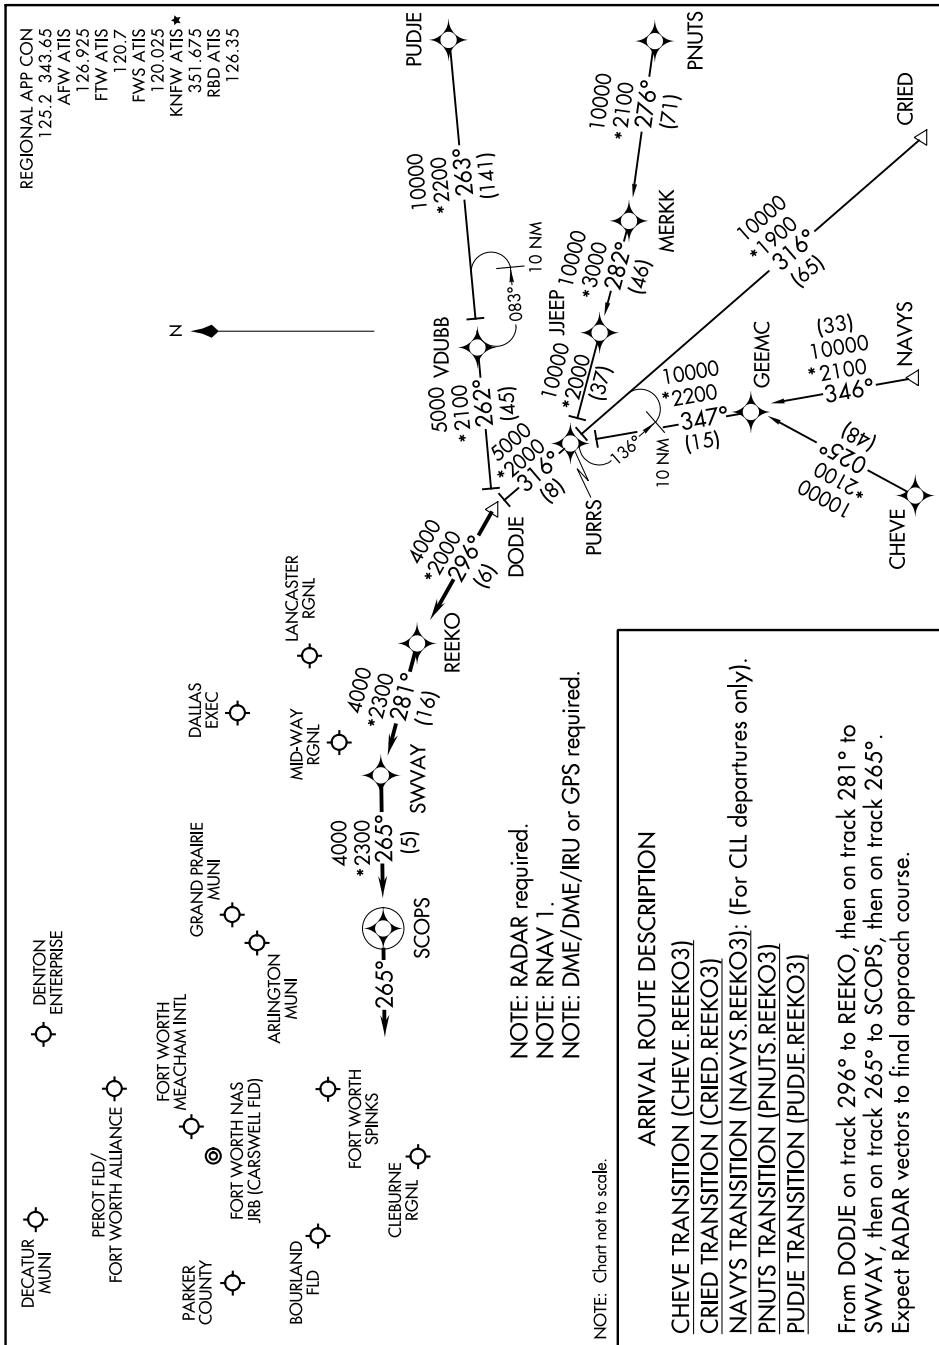 REGIONAL APP CON
125.2 343.65
AFW ATIS
126.925
FTW ATIS
120.7
FWS ATIS
120.025
KNFW ATIS★
351.675
RBD ATIS
126.35
N
DECATUR
MUNI
DENTON
ENTERPRISE
PEROT FLD/
FORT WORTH ALLIANCE
FORT WORTH
MEACHAM INTL
GRAND PRAIRIE
MUNI
DALLAS
EXEC
LANCASTER
RGNL
PARKER
COUNTY
FORT WORTH NAS
JRB (CARSWELL FLD)
ARLINGTON
MUNI
MID-WAY
RGNL
BOURLAND
FLD
FORT WORTH
SPINKS
CLEBURNE
RGNL
265°
SCOPS
4000
*2300
265°
(5)
SWVAY
4000
*2300
281°
(16)
REEKO
4000
*2000
296°
(6)
DODJE
5000
*2100
262°
(45)
VDUBB
083°
10 NM
10000
*2200
263°
(141)
PUDJE
5000
*2000
316°
(8)
PURRS
136°
10 NM
10000
*2000
(37)
JJEEP
10000
*3000
282°
(46)
MERKK
10000
*2100
276°
(71)
PNUTS
10000
*1900
316°
(65)
CRIED
10000
*2200
347°
(15)
GEEMC
(33)
10000
*2100
346°
NAVYS
(48)
025°
*2100
10000
CHEVE
NOTE: RADAR required.
NOTE: RNAV 1.
NOTE: DME/DME/IRU or GPS required.
NOTE: Chart not to scale.
ARRIVAL ROUTE DESCRIPTION
CHEVE TRANSITION (CHEVE.REEKO3)
CRIED TRANSITION (CRIED.REEKO3)
NAVYS TRANSITION (NAVYS.REEKO3): (For CLL departures only).
PNUTS TRANSITION (PNUTS.REEKO3)
PUDJE TRANSITION (PUDJE.REEKO3)
From DODJE on track 296° to REEKO, then on track 281° to
SWVAY, then on track 265° to SCOPS, then on track 265°.
Expect RADAR vectors to final approach course.